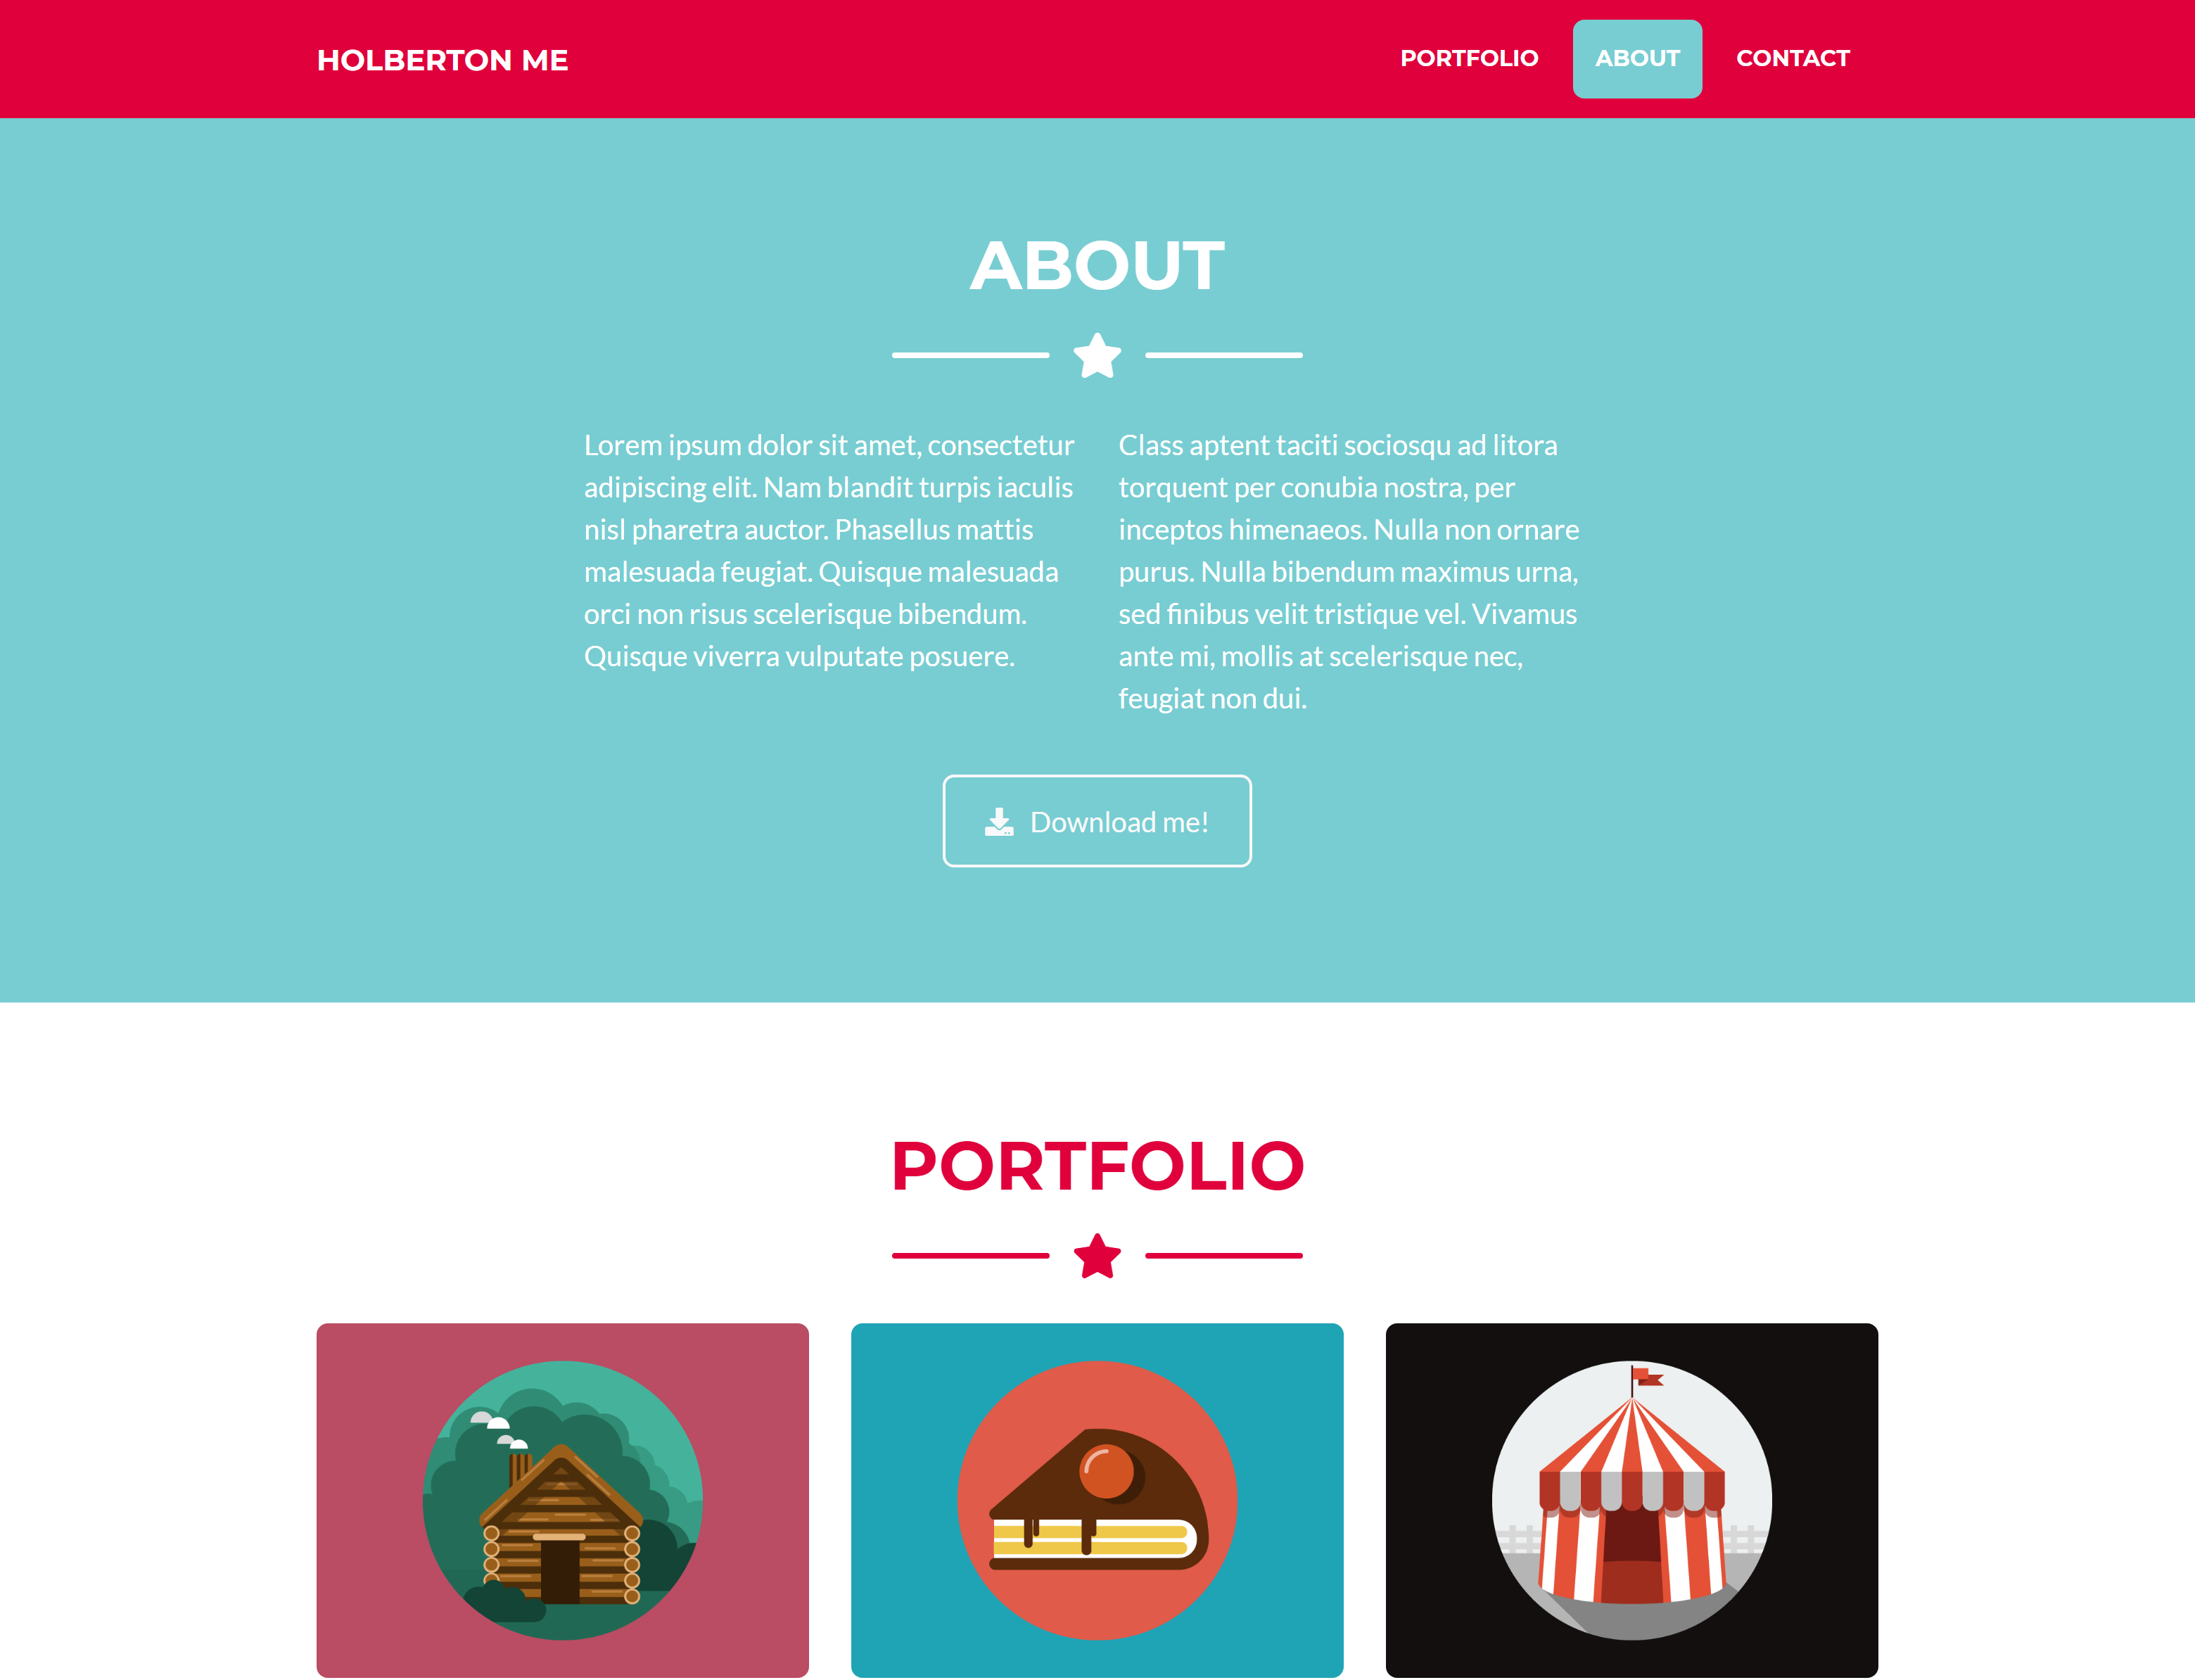 HOLBERTON ME
PORTFOLIO
ABOUT
CONTACT
ABOUT
Lorem ipsum dolor sit amet, consectetur
adipiscing elit. Nam blandit turpis iaculis
nisl pharetra auctor. Phasellus mattis
malesuada feugiat. Quisque malesuada
orci non risus scelerisque bibendum.
Quisque viverra vulputate posuere.
Class aptent taciti sociosqu ad litora
torquent per conubia nostra, per
inceptos himenaeos. Nulla non ornare
purus. Nulla bibendum maximus urna,
sed finibus velit tristique vel. Vivamus
ante mi, mollis at scelerisque nec,
feugiat non dui.
Download me!
PORTFOLIO